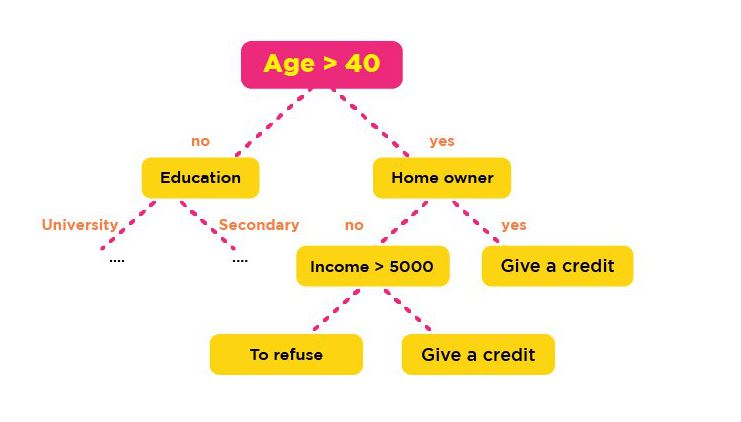 Age > 40
no
yes
Education
Home owner
University
Secondary
no
yes
....
....
Income > 5000
Give a credit
To refuse
Give a credit